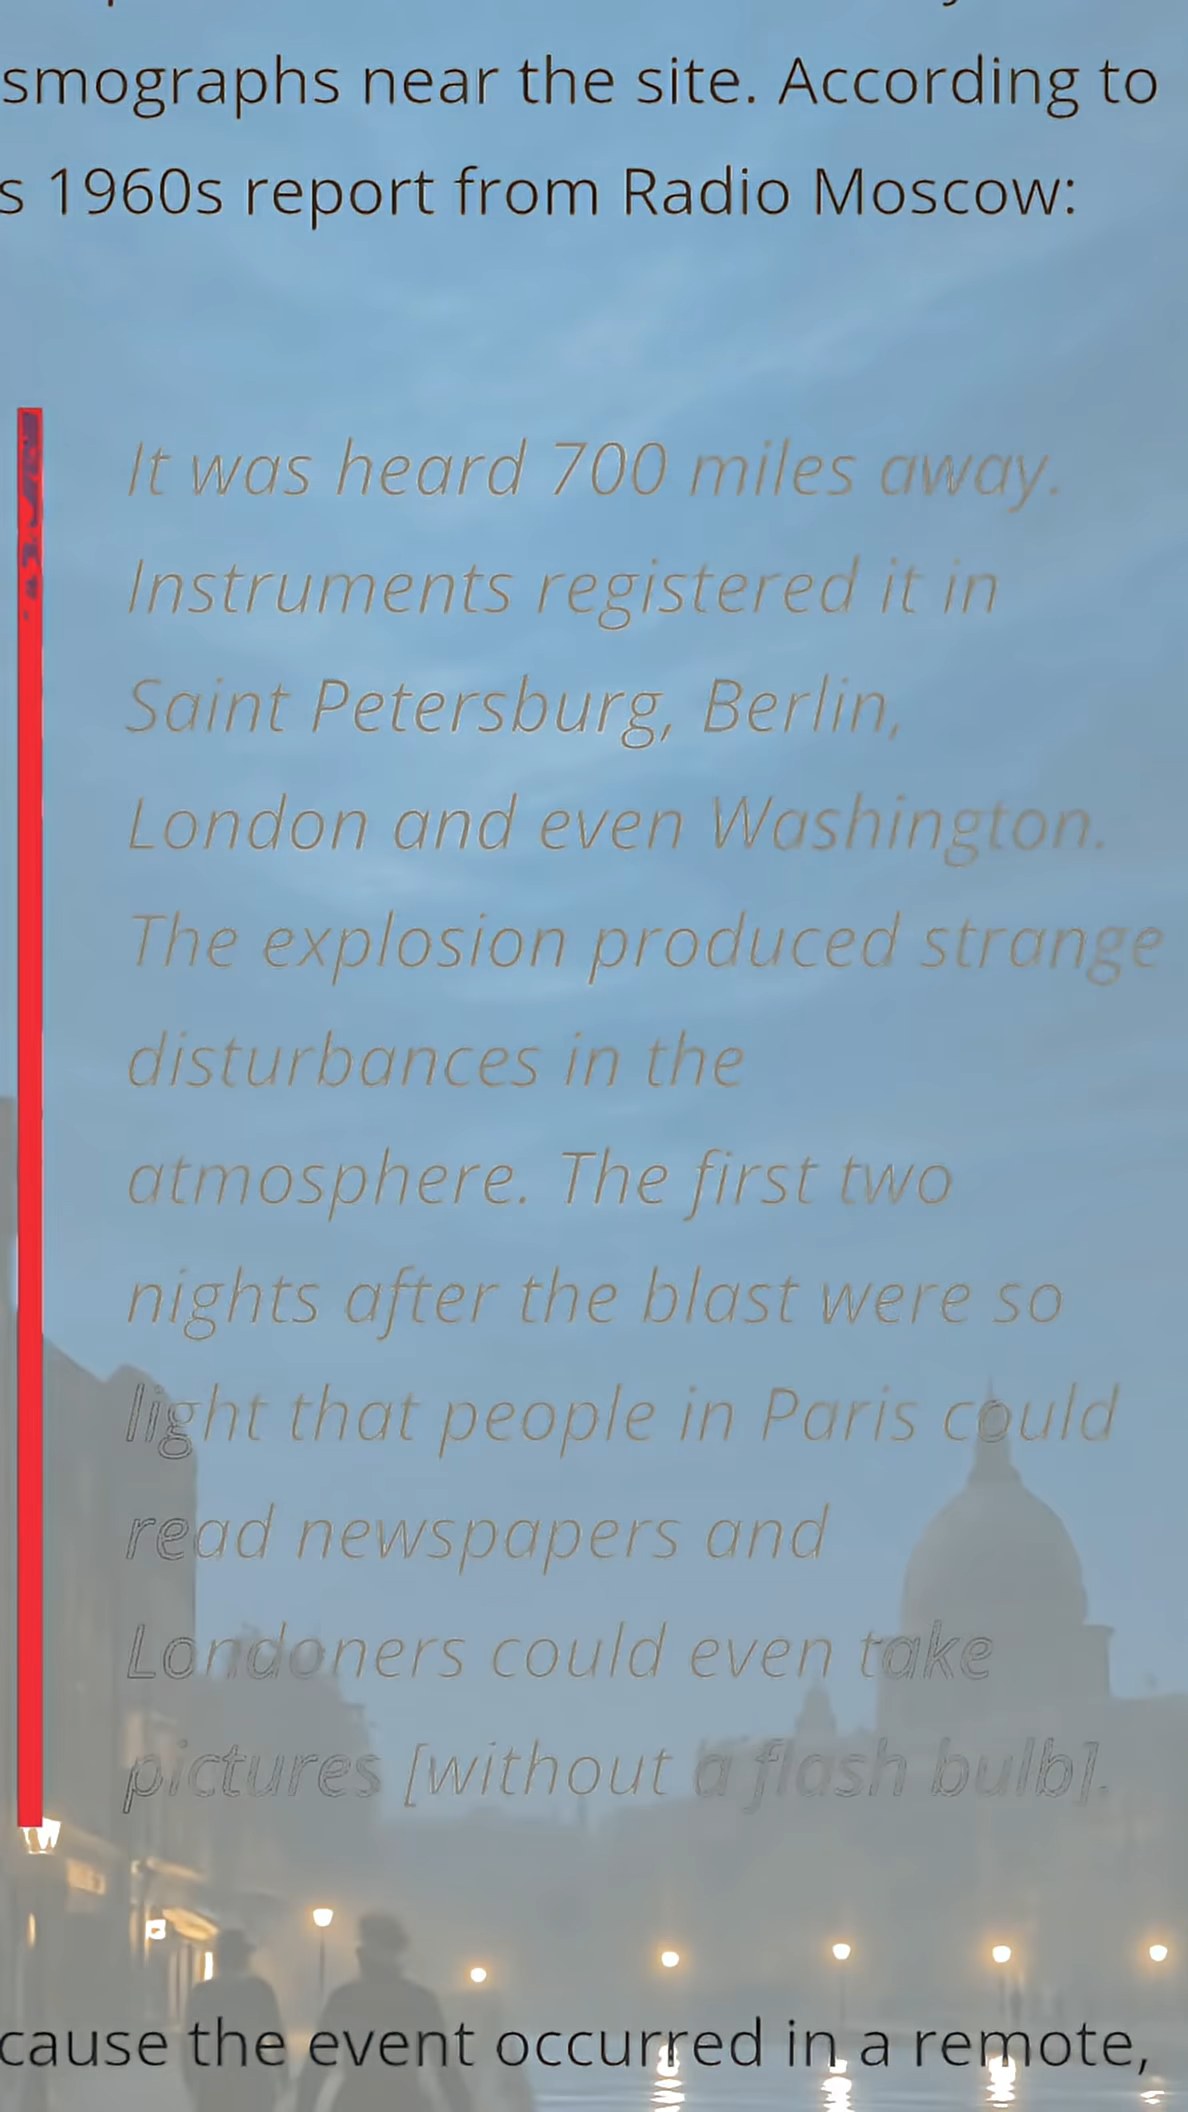 smographs near the site. According to
s 1960s report from Radio Moscow:
It was heard 700 miles away.
Instruments registered it in
Saint Petersburg, Berlin,
London and even Washington.
The explosion produced strange
disturbances in the
atmosphere. The first two
nights after the blast were so
light that people in Paris could
read newspapers and
Londoners could even take
pictures [without a flash bulb].
cause the event occurred in a remote,